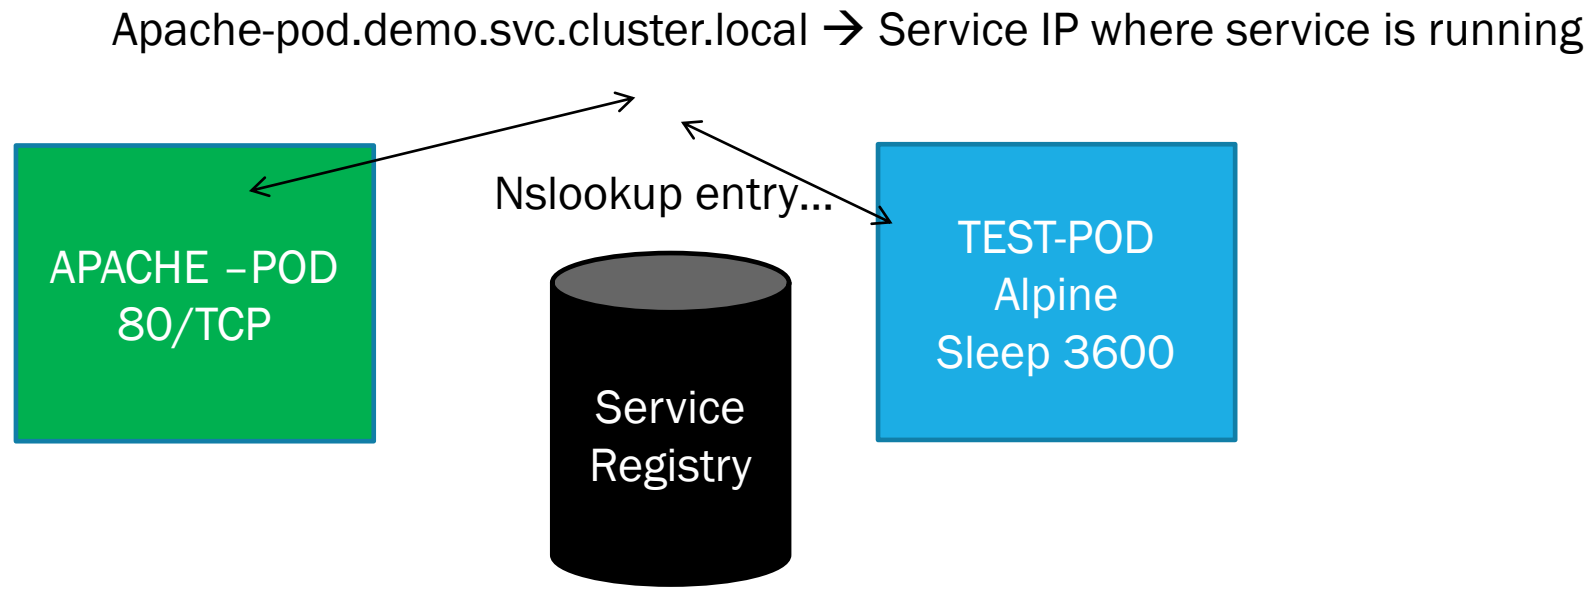 Apache-pod.demo.svc.cluster.local → Service IP where service is running
Nslookup entry...
APACHE –POD
80/TCP
TEST-POD
Alpine
Sleep 3600
Service
Registry